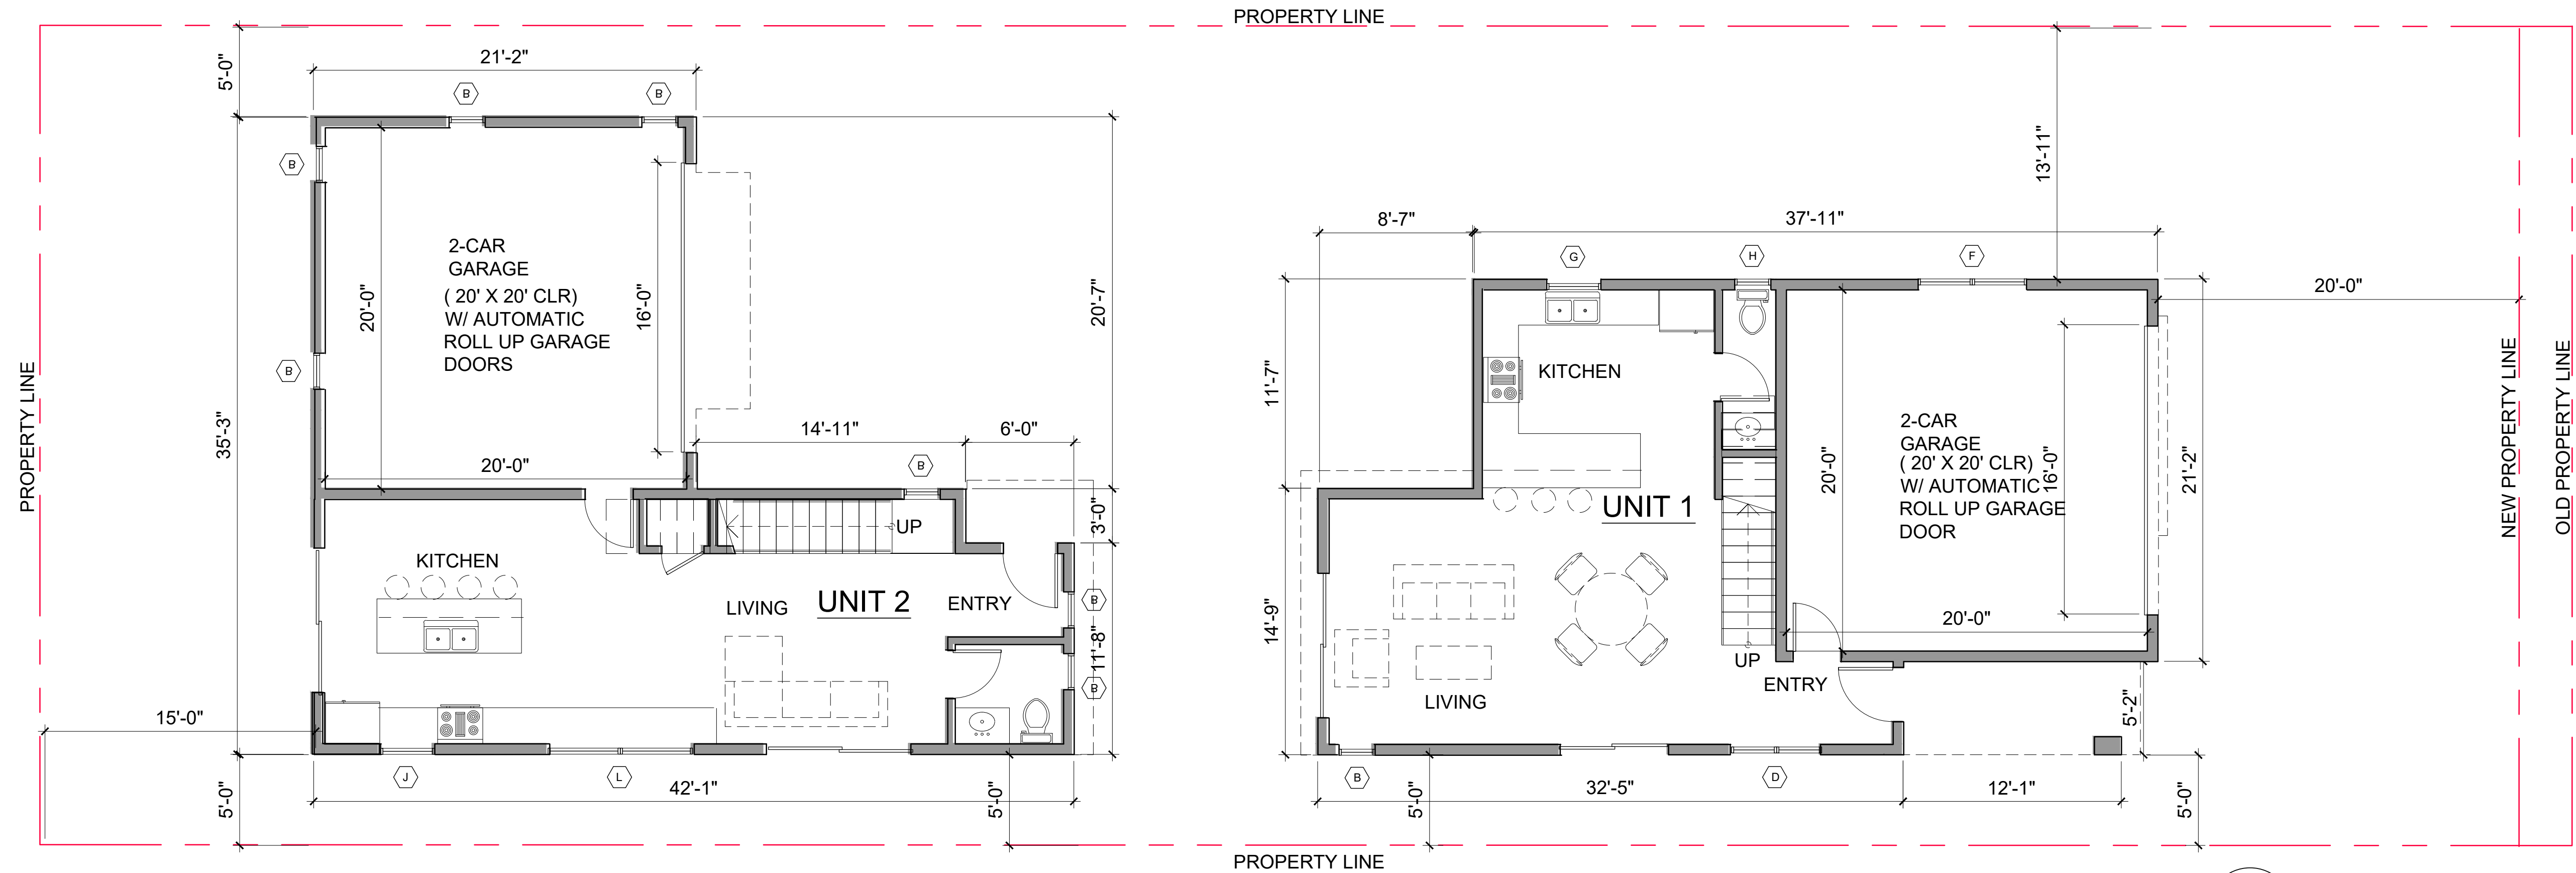 PROPERTY LINE
5'-0"
21'-2"
B
B
13'-11"
B
8'-7"
37'-11"
2-CAR
GARAGE
( 20' X 20' CLR)
W/ AUTOMATIC
ROLL UP GARAGE
DOORS
20'-0"
16'-0"
20'-7"
G
H
F
20'-0"
B
PROPERTY LINE
35'-3"
11'-7"
KITCHEN
NEW PROPERTY LINE
OLD PROPERTY LINE
14'-11"
6'-0"
20'-0"
B
2-CAR
GARAGE
( 20' X 20' CLR)
W/ AUTOMATIC
ROLL UP GARAGE
DOOR
20'-0"
16'-0"
21'-2"
UP
3'-0"
UNIT 1
KITCHEN
LIVING
UNIT 2
ENTRY
B
14'-9"
20'-0"
11'-8"
B
UP
ENTRY
LIVING
15'-0"
5'-2"
J
L
B
D
5'-0"
42'-1"
5'-0"
5'-0"
32'-5"
12'-1"
5'-0"
PROPERTY LINE